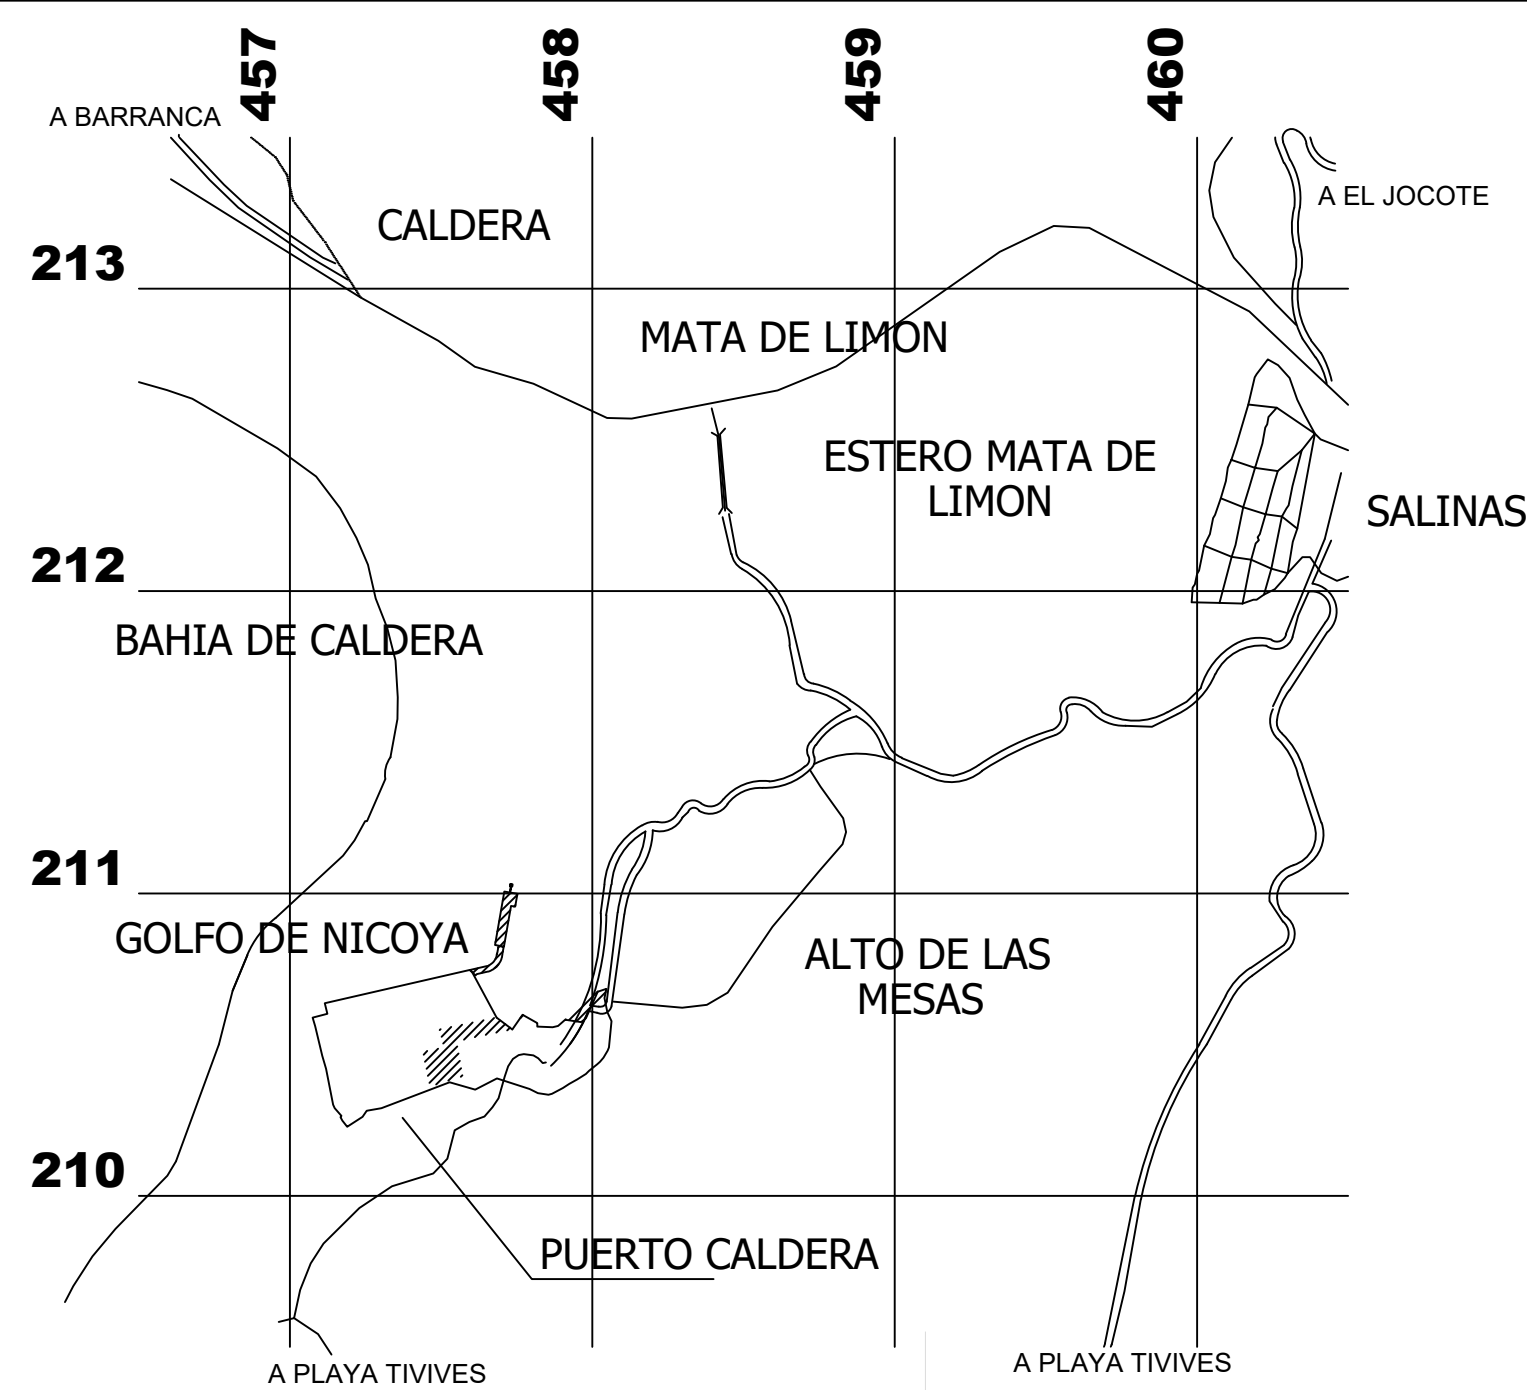 457
458
459
460
A BARRANCA
A EL JOCOTE
CALDERA
213
MATA DE LIMON
ESTERO MATA DE
LIMON
SALINAS
212
BAHIA DE CALDERA
211
GOLFO DE NICOYA
ALTO DE LAS
MESAS
210
PUERTO CALDERA
A PLAYA TIVIVES
A PLAYA TIVIVES